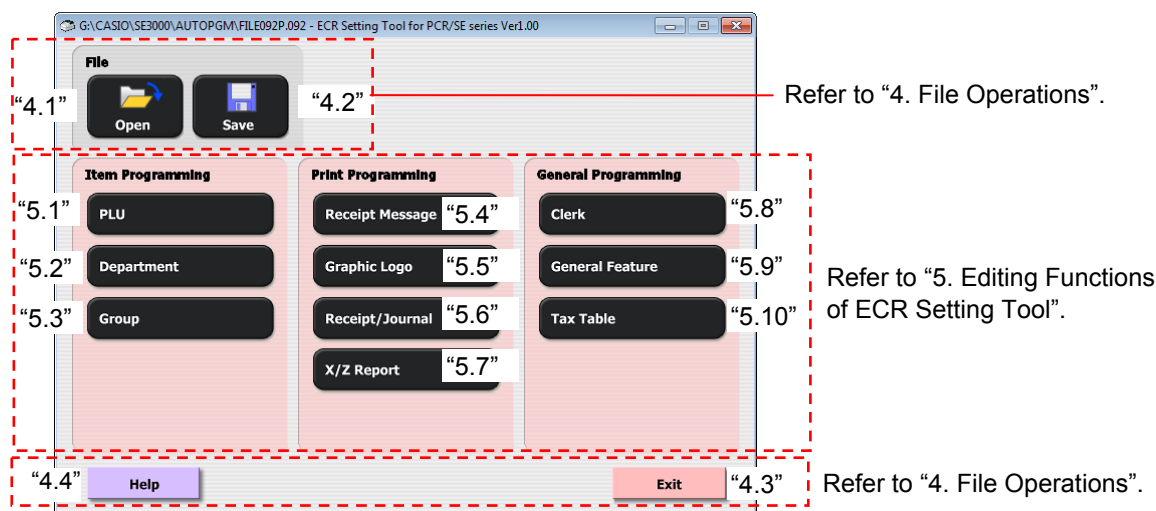 G:\CASIO\SE3000\AUTOPGM\FILE092P.092 - ECR Setting Tool for PCR/SE series Ver1.00
File
“4.1” Open Save “4.2”
Refer to “4. File Operations”.
Item Programming Print Programming General Programming
“5.1” PLU Receipt Message “5.4” Clerk “5.8”
“5.2” Department Graphic Logo “5.5” General Feature “5.9”
“5.3” Group Receipt/Journal “5.6” Tax Table “5.10”
X/Z Report “5.7”
Refer to “5. Editing Functions
of ECR Setting Tool”.
“4.4” Help Exit “4.3” Refer to “4. File Operations”.